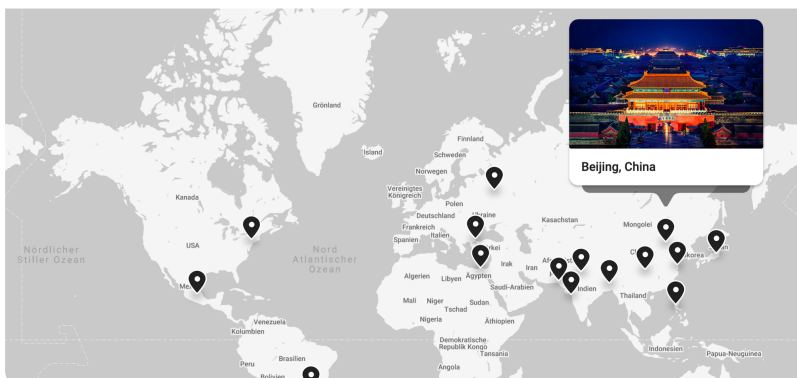 Beijing, China
Grönland
Island
Finnland
Schweden
Norwegen
Vereinigtes
Königreich
Polen
Deutschland
Frankreich
Italien
Spanien
Kasachstan
Mongolei
Kanada
USA
Nördlicher
Stiller Ozean
Nord
Atlantischer
Ozean
Irak
Iran
Algerien
Libyen
Ägypten
Saudi-Arabien
Indien
Thailand
Mali
Niger
Tschad
Sudan
Nigeria
Äthiopien
Venezuela
Kolumbien
Demokratische
Republik Kongo
Tansania
Indonesien
Papua-Neuguinea
Peru
Brasilien
Bolivien
Angola